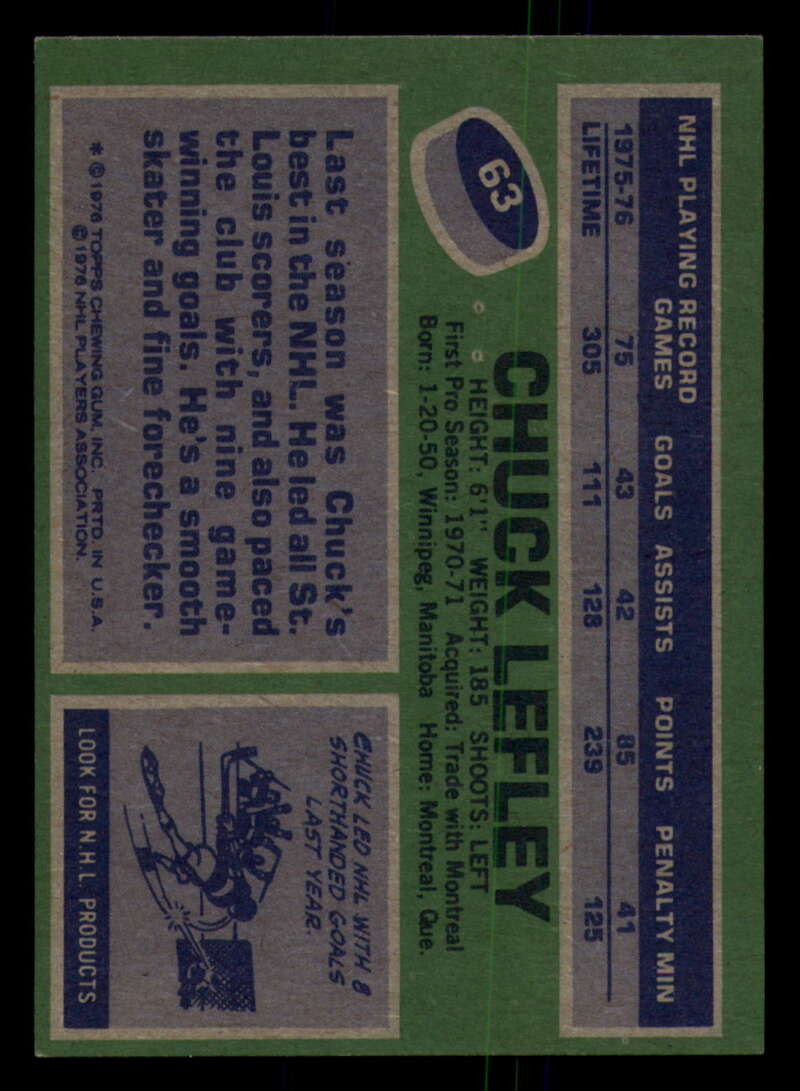 NHL PLAYING RECORD
GAMES GOALS ASSISTS POINTS PENALTY MIN
1975-76 75 43 42 85 41
LIFETIME 305 111 128 239 125
63
CHUCK LEFLEY
HEIGHT: 6'1" WEIGHT: 185 SHOOTS: LEFT
First Pro Season: 1970-71 Acquired: Trade with Montreal
Born: 1-20-50, Winnipeg, Manitoba Home: Montreal, Que.
Last season was Chuck's
best in the NHL. He led all St.
Louis scorers, and also paced
the club with nine game-
winning goals. He's a smooth
skater and fine forechecker.
* © 1976 TOPPS CHEWING GUM, INC. PRTD. IN U.S.A.
© 1976 NHL PLAYERS ASSOCIATION.
CHUCK LED NHL WITH 8
SHORTHANDED GOALS
LAST YEAR.
LOOK FOR N.H.L. PRODUCTS